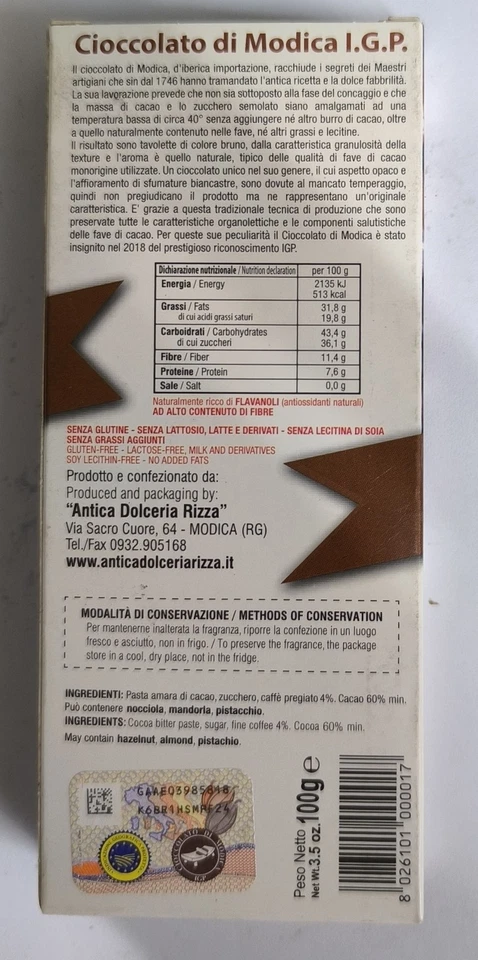 Cioccolato di Modica I.G.P.
Il cioccolato di Modica, d'iberica importazione, racchiude i segreti dei Maestri
artigiani che sin dal 1746 hanno tramandato l'antica ricetta e la dolce fabbrilità.
La sua lavorazione prevede che non sia sottoposto alla fase del concaggio e che
la massa di cacao e lo zucchero semolato siano amalgamati ad una
temperatura bassa di circa 40° senza aggiungere né altro burro di cacao, oltre
a quello naturalmente contenuto nelle fave, né altri grassi e lecitine.
Il risultato sono tavolette di colore bruno, dalla caratteristica granulosità della
texture e l'aroma è quello naturale, tipico delle qualità di fave di cacao
monorigine utilizzate. Un cioccolato unico nel suo genere, il cui aspetto opaco e
l'affioramento di sfumature biancastre, sono dovute al mancato temperaggio,
quindi non pregiudicano il prodotto ma ne rappresentano un'originale
caratteristica. E' grazie a questa tradizionale tecnica di produzione che sono
preservate tutte le caratteristiche organolettiche e le componenti salutistiche
delle fave di cacao. Per queste sue peculiarità il Cioccolato di Modica è stato
insignito nel 2018 del prestigioso riconoscimento IGP.
Dichiarazione nutrizionale / Nutrition declaration per 100 g
Energia / Energy 2135 kJ
513 kcal
Grassi / Fats 31,8 g
di cui acidi grassi saturi 19,8 g
Carboidrati / Carbohydrates 43,4 g
di cui zuccheri 36,1 g
Fibre / Fiber 11,4 g
Proteine / Protein 7,6 g
Sale / Salt 0,0 g
Naturalmente ricco di FLAVANOLI (antiossidanti naturali)
AD ALTO CONTENUTO DI FIBRE
SENZA GLUTINE - SENZA LATTOSIO, LATTE E DERIVATI - SENZA LECITINA DI SOIA
SENZA GRASSI AGGIUNTI
GLUTEN-FREE - LACTOSE-FREE, MILK AND DERIVATIVES
SOY LECITHIN-FREE - NO ADDED FATS
Prodotto e confezionato da:
Produced and packaging by:
"Antica Dolceria Rizza"
Via Sacro Cuore, 64 - MODICA (RG)
Tel./Fax 0932.905168
www.anticadolceriarizza.it
MODALITÀ DI CONSERVAZIONE / METHODS OF CONSERVATION
Per mantenerne inalterata la fragranza, riporre la confezione in un luogo
fresco e asciutto, non in frigo. / To preserve the fragrance, the package
store in a cool, dry place, not in the fridge.
INGREDIENTI: Pasta amara di cacao, zucchero, caffè pregiato 4%. Cacao 60% min.
Può contenere nocciola, mandorla, pistacchio.
INGREDIENTS: Cocoa bitter paste, sugar, fine coffee 4%. Cocoa 60% min.
May contain hazelnut, almond, pistachio.
Peso Netto 100g e
Net Wt. 3.5 oz.
8 026101 000017